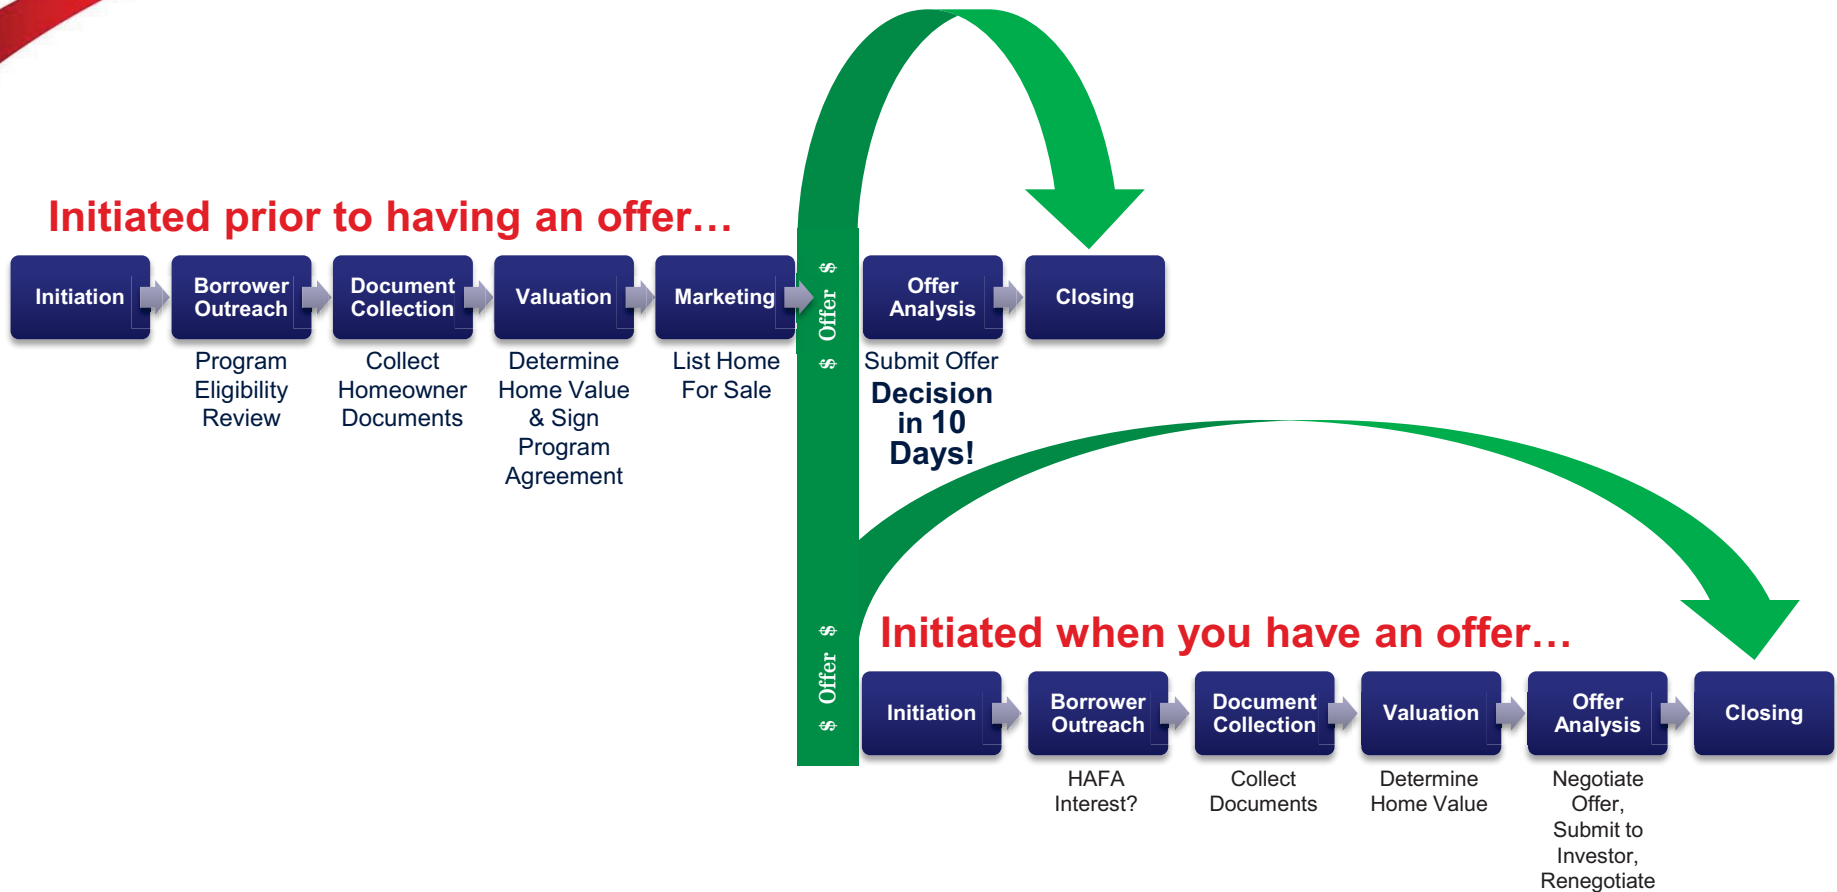 Initiated prior to having an offer…
Initiation
Borrower
Outreach
Document
Collection
Valuation
Marketing
$ Offer $
Offer
Analysis
Closing
Program
Eligibility
Review
Collect
Homeowner
Documents
Determine
Home Value
& Sign
Program
Agreement
List Home
For Sale
Submit Offer
Decision
in 10
Days!
Initiated when you have an offer…
$ Offer $
Initiation
Borrower
Outreach
Document
Collection
Valuation
Offer
Analysis
Closing
HAFA
Interest?
Collect
Documents
Determine
Home Value
Negotiate
Offer,
Submit to
Investor,
Renegotiate